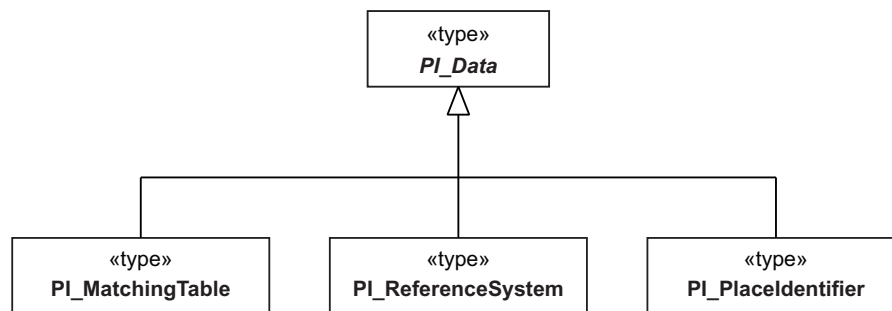 «type»
PI_Data
«type»
PI_MatchingTable
«type»
PI_ReferenceSystem
«type»
PI_PlaceIdentifier